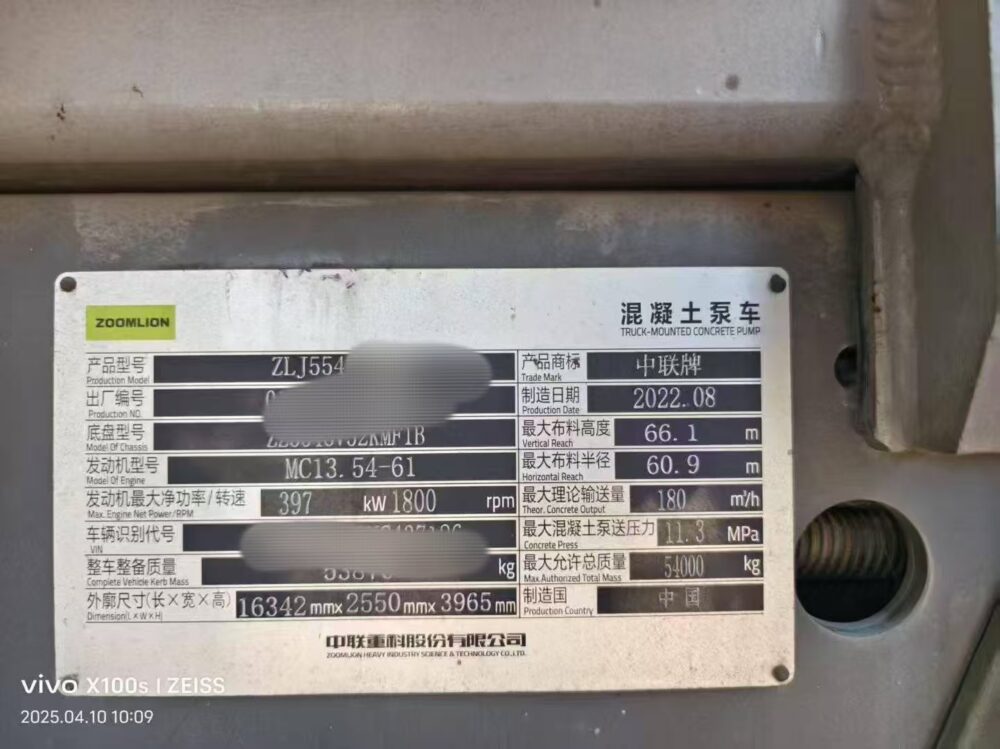 ZOOMLION
混凝土泵车
TRUCK-MOUNTED CONCRETE PUMP
产品型号 ZLJ554
Production Model
产品商标 中联牌
Trade Mark
出厂编号
Production NO.
制造日期 2022.08
Production Date
底盘型号
Model Of Chassis
最大布料高度 66.1 m
Vertical Reach
发动机型号 MC13.54-61
Model Of Engine
最大布料半径 60.9 m
Horizontal Reach
发动机最大净功率/转速 397 kW 1800 rpm
Max. Engine Net Power/RPM
最大理论输送量 180 m³/h
Theor. Concrete Output
车辆识别代号
VIN
最大混凝土泵送压力 11.3 MPa
Concrete Press
整车整备质量 kg
Complete Vehicle Kerb Mass
最大允许总质量 54000 kg
Max.Authorized Total Mass
外廓尺寸(长×宽×高) 16342mm×2550mm×3965mm
Dimension(L×W×H)
制造国 中国
Production Country
中联重科股份有限公司
ZOOMLION HEAVY INDUSTRY SCIENCE & TECHNOLOGY CO.,LTD.
vivo X100s | ZEISS
2025.04.10 10:09